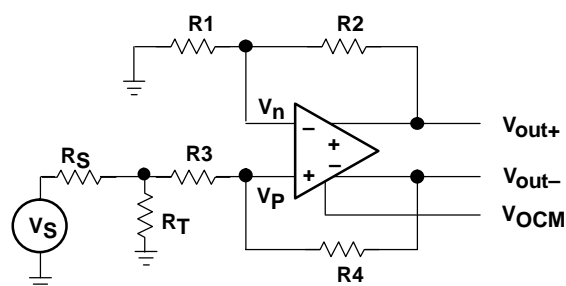 R1
R2
Vn
−
+
Vout+
RS
R3
+
−
Vout−
VP
VS
RT
VOCM
R4